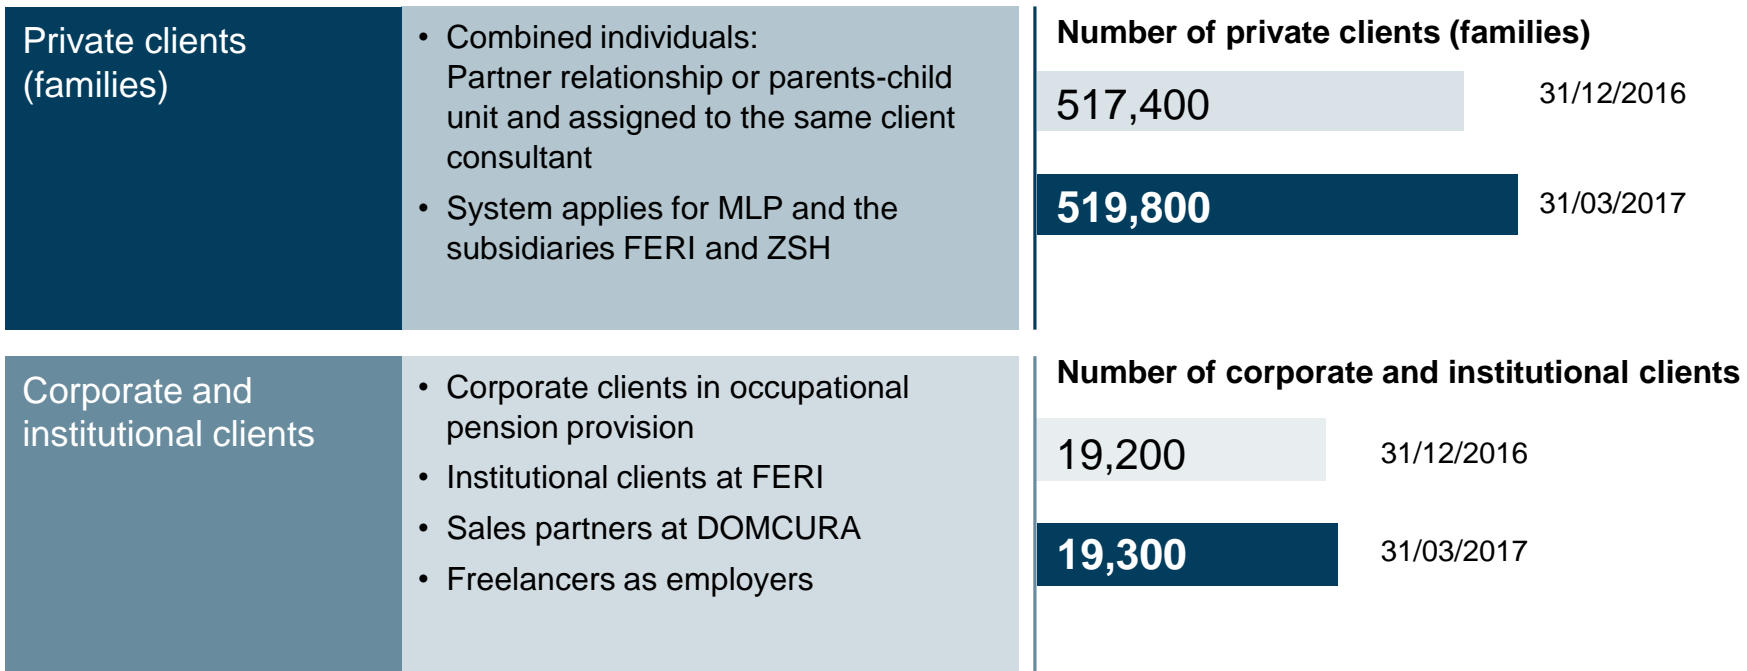 Private clients
(families)
• Combined individuals:
Partner relationship or parents-child
unit and assigned to the same client
consultant
• System applies for MLP and the
subsidiaries FERI and ZSH
Number of private clients (families)
517,400 31/12/2016
519,800 31/03/2017
Corporate and
institutional clients
• Corporate clients in occupational
pension provision
• Institutional clients at FERI
• Sales partners at DOMCURA
• Freelancers as employers
Number of corporate and institutional clients
19,200 31/12/2016
19,300 31/03/2017